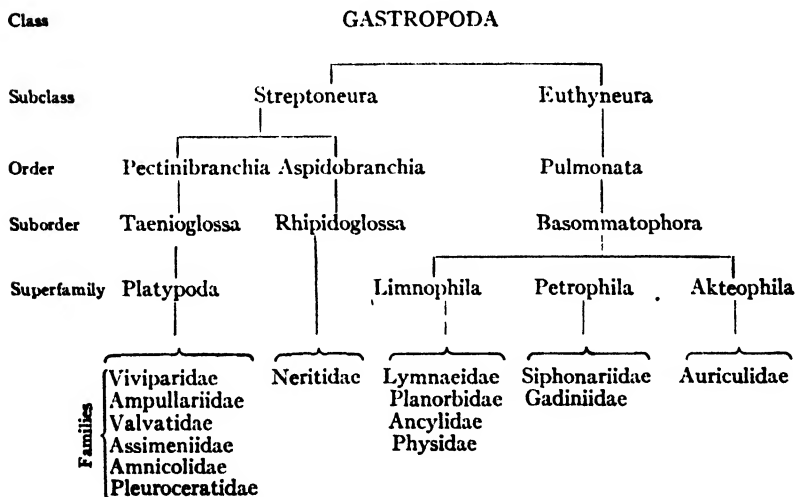 Class GASTROPODA
Subclass Streptoneura Euthyneura
Order Pectinibranchia Aspidobranchia Pulmonata
Suborder Taenioglossa Rhipidoglossa Basommatophora
Superfamily Platypoda Limnophila Petrophila Akteophila
Families
Viviparidae Neritidae Lymnaeidae Siphonariidae Auriculidae
Ampullariidae Planorbidae Gadiniidae
Valvatidae Ancylidae
Assimeniidae Physidae
Amnicolidae
Pleuroceratidae